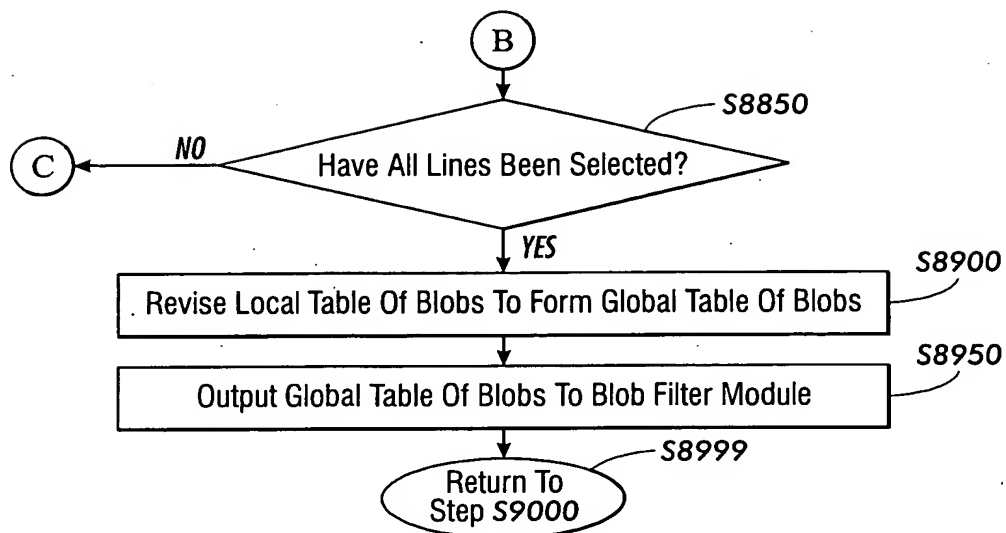 B
S8850
NO
C
Have All Lines Been Selected?
YES
S8900
Revise Local Table Of Blobs To Form Global Table Of Blobs
S8950
Output Global Table Of Blobs To Blob Filter Module
S8999
Return To
Step S9000